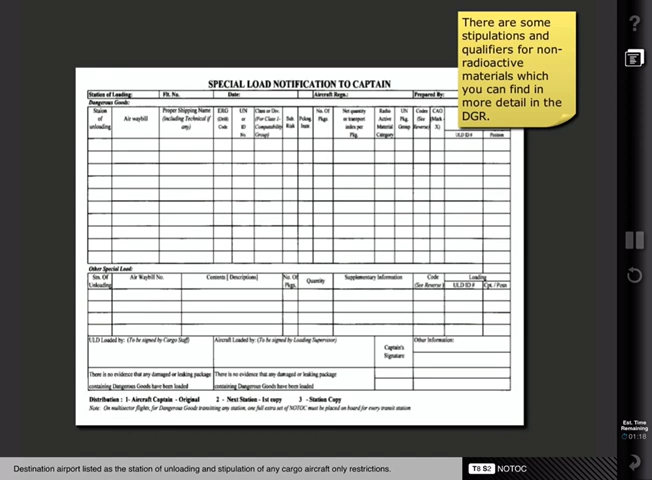 There are some
stipulations and
qualifiers for non-
radioactive
materials which
you can find in
more detail in the
DGR.
SPECIAL LOAD NOTIFICATION TO CAPTAIN
Station of Loading: Flt. No. Date: Aircraft Regn.: Prepared By:
Dangerous Goods:
Station Proper Shipping Name ERG UN Class or Div. No. Of Net quantity Radio UN Codes CAO
of Air waybill (Including Technical if (Drill) or (For Class 1- Sub. Pkgs or transport Active Pkg. (See (Mark
unloading any) Code ID Compatability Risk Inst. index per Material Group Reverse) X)
No. Group) Pkg. Category ULD ID# Position
Other Special Load:
Stn. Of Air Waybill No. Contents [ Descriptions] No. Of Quantity Supplementary Information Code Loading
Unloading Pkgs. (See Reverse) ULD ID # Cpt. / Posn
ULD Loaded by: (To be signed by Cargo Staff) Aircraft Loaded by: (To be signed by Loading Supervisor) Captain's Signature Other Information:
There is no evidence that any damaged or leaking package There is no evidence that any damaged or leaking package
containing Dangerous Goods have been loaded containing Dangerous Goods have been loaded
Distribution : 1- Aircraft Captain - Original 2 - Next Station - 1st copy 3 - Station Copy
Note: On multisector flights, for Dangerous Goods transiting any station, one full extra set of NOTOC must be placed on board for every transit station
Est. Time
Remaining
01:18
Destination airport listed as the station of unloading and stipulation of any cargo aircraft only restrictions.
T8 S2 NOTOC